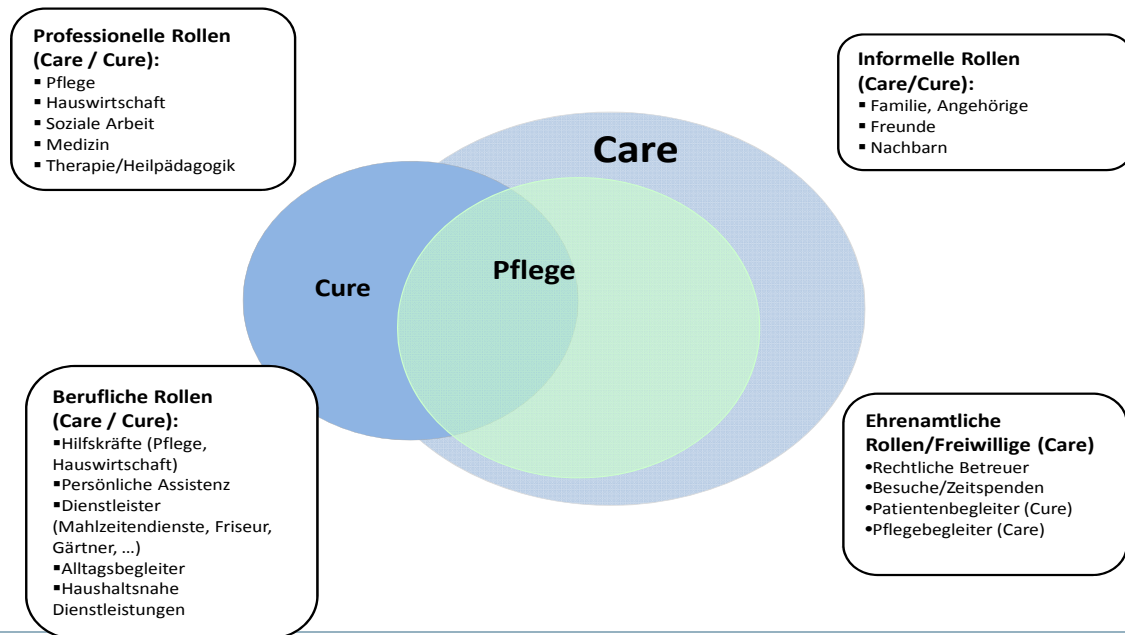 Professionelle Rollen
(Care / Cure):
▪ Pflege
▪ Hauswirtschaft
▪ Soziale Arbeit
▪ Medizin
▪ Therapie/Heilpädagogik
Informelle Rollen
(Care/Cure):
▪ Familie, Angehörige
▪ Freunde
▪ Nachbarn
Care
Pflege
Cure
Berufliche Rollen
(Care / Cure):
▪Hilfskräfte (Pflege,
Hauswirtschaft)
▪Persönliche Assistenz
▪Dienstleister
(Mahlzeitendienste, Friseur,
Gärtner, ...)
▪Alltagsbegleiter
▪Haushaltsnahe
Dienstleistungen
Ehrenamtliche
Rollen/Freiwillige (Care)
•Rechtliche Betreuer
•Besuche/Zeitspenden
•Patientenbegleiter (Cure)
•Pflegebegleiter (Care)